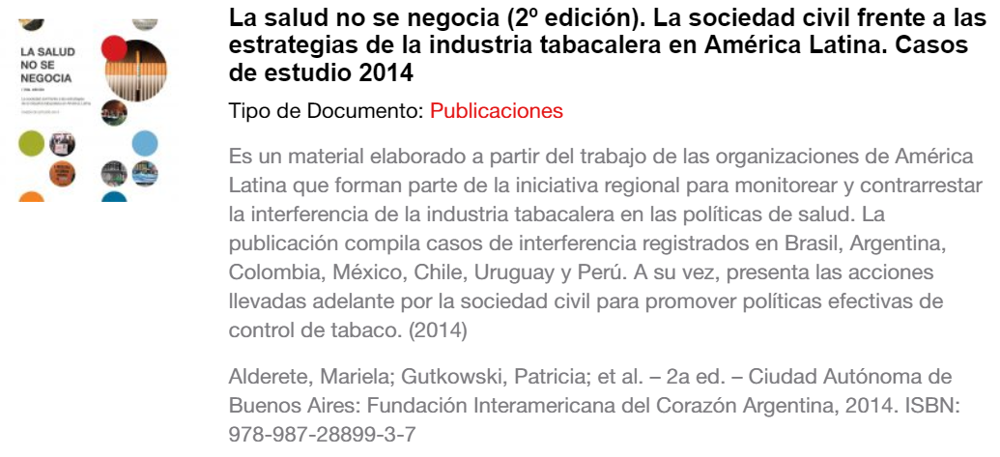 La salud no se negocia (2º edición). La sociedad civil frente a las
estrategias de la industria tabacalera en América Latina. Casos
de estudio 2014
Tipo de Documento: Publicaciones
Es un material elaborado a partir del trabajo de las organizaciones de América
Latina que forman parte de la iniciativa regional para monitorear y contrarrestar
la interferencia de la industria tabacalera en las políticas de salud. La
publicación compila casos de interferencia registrados en Brasil, Argentina,
Colombia, México, Chile, Uruguay y Perú. A su vez, presenta las acciones
llevadas adelante por la sociedad civil para promover políticas efectivas de
control de tabaco. (2014)
Alderete, Mariela; Gutkowski, Patricia; et al. – 2a ed. – Ciudad Autónoma de
Buenos Aires: Fundación Interamericana del Corazón Argentina, 2014. ISBN:
978-987-28899-3-7
LA SALUD
NO SE
NEGOCIA